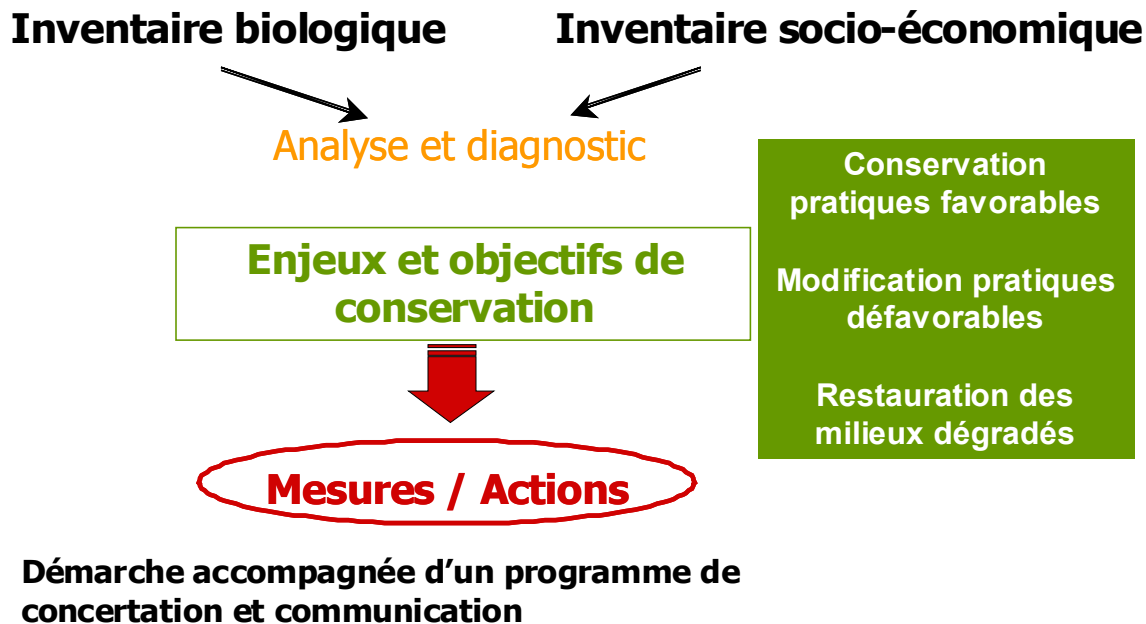 Inventaire biologique
Inventaire socio-économique
Analyse et diagnostic
Enjeux et objectifs de
conservation
Conservation
pratiques favorables
Modification pratiques
défavorables
Restauration des
milieux dégradés
Mesures / Actions
Démarche accompagnée d’un programme de
concertation et communication